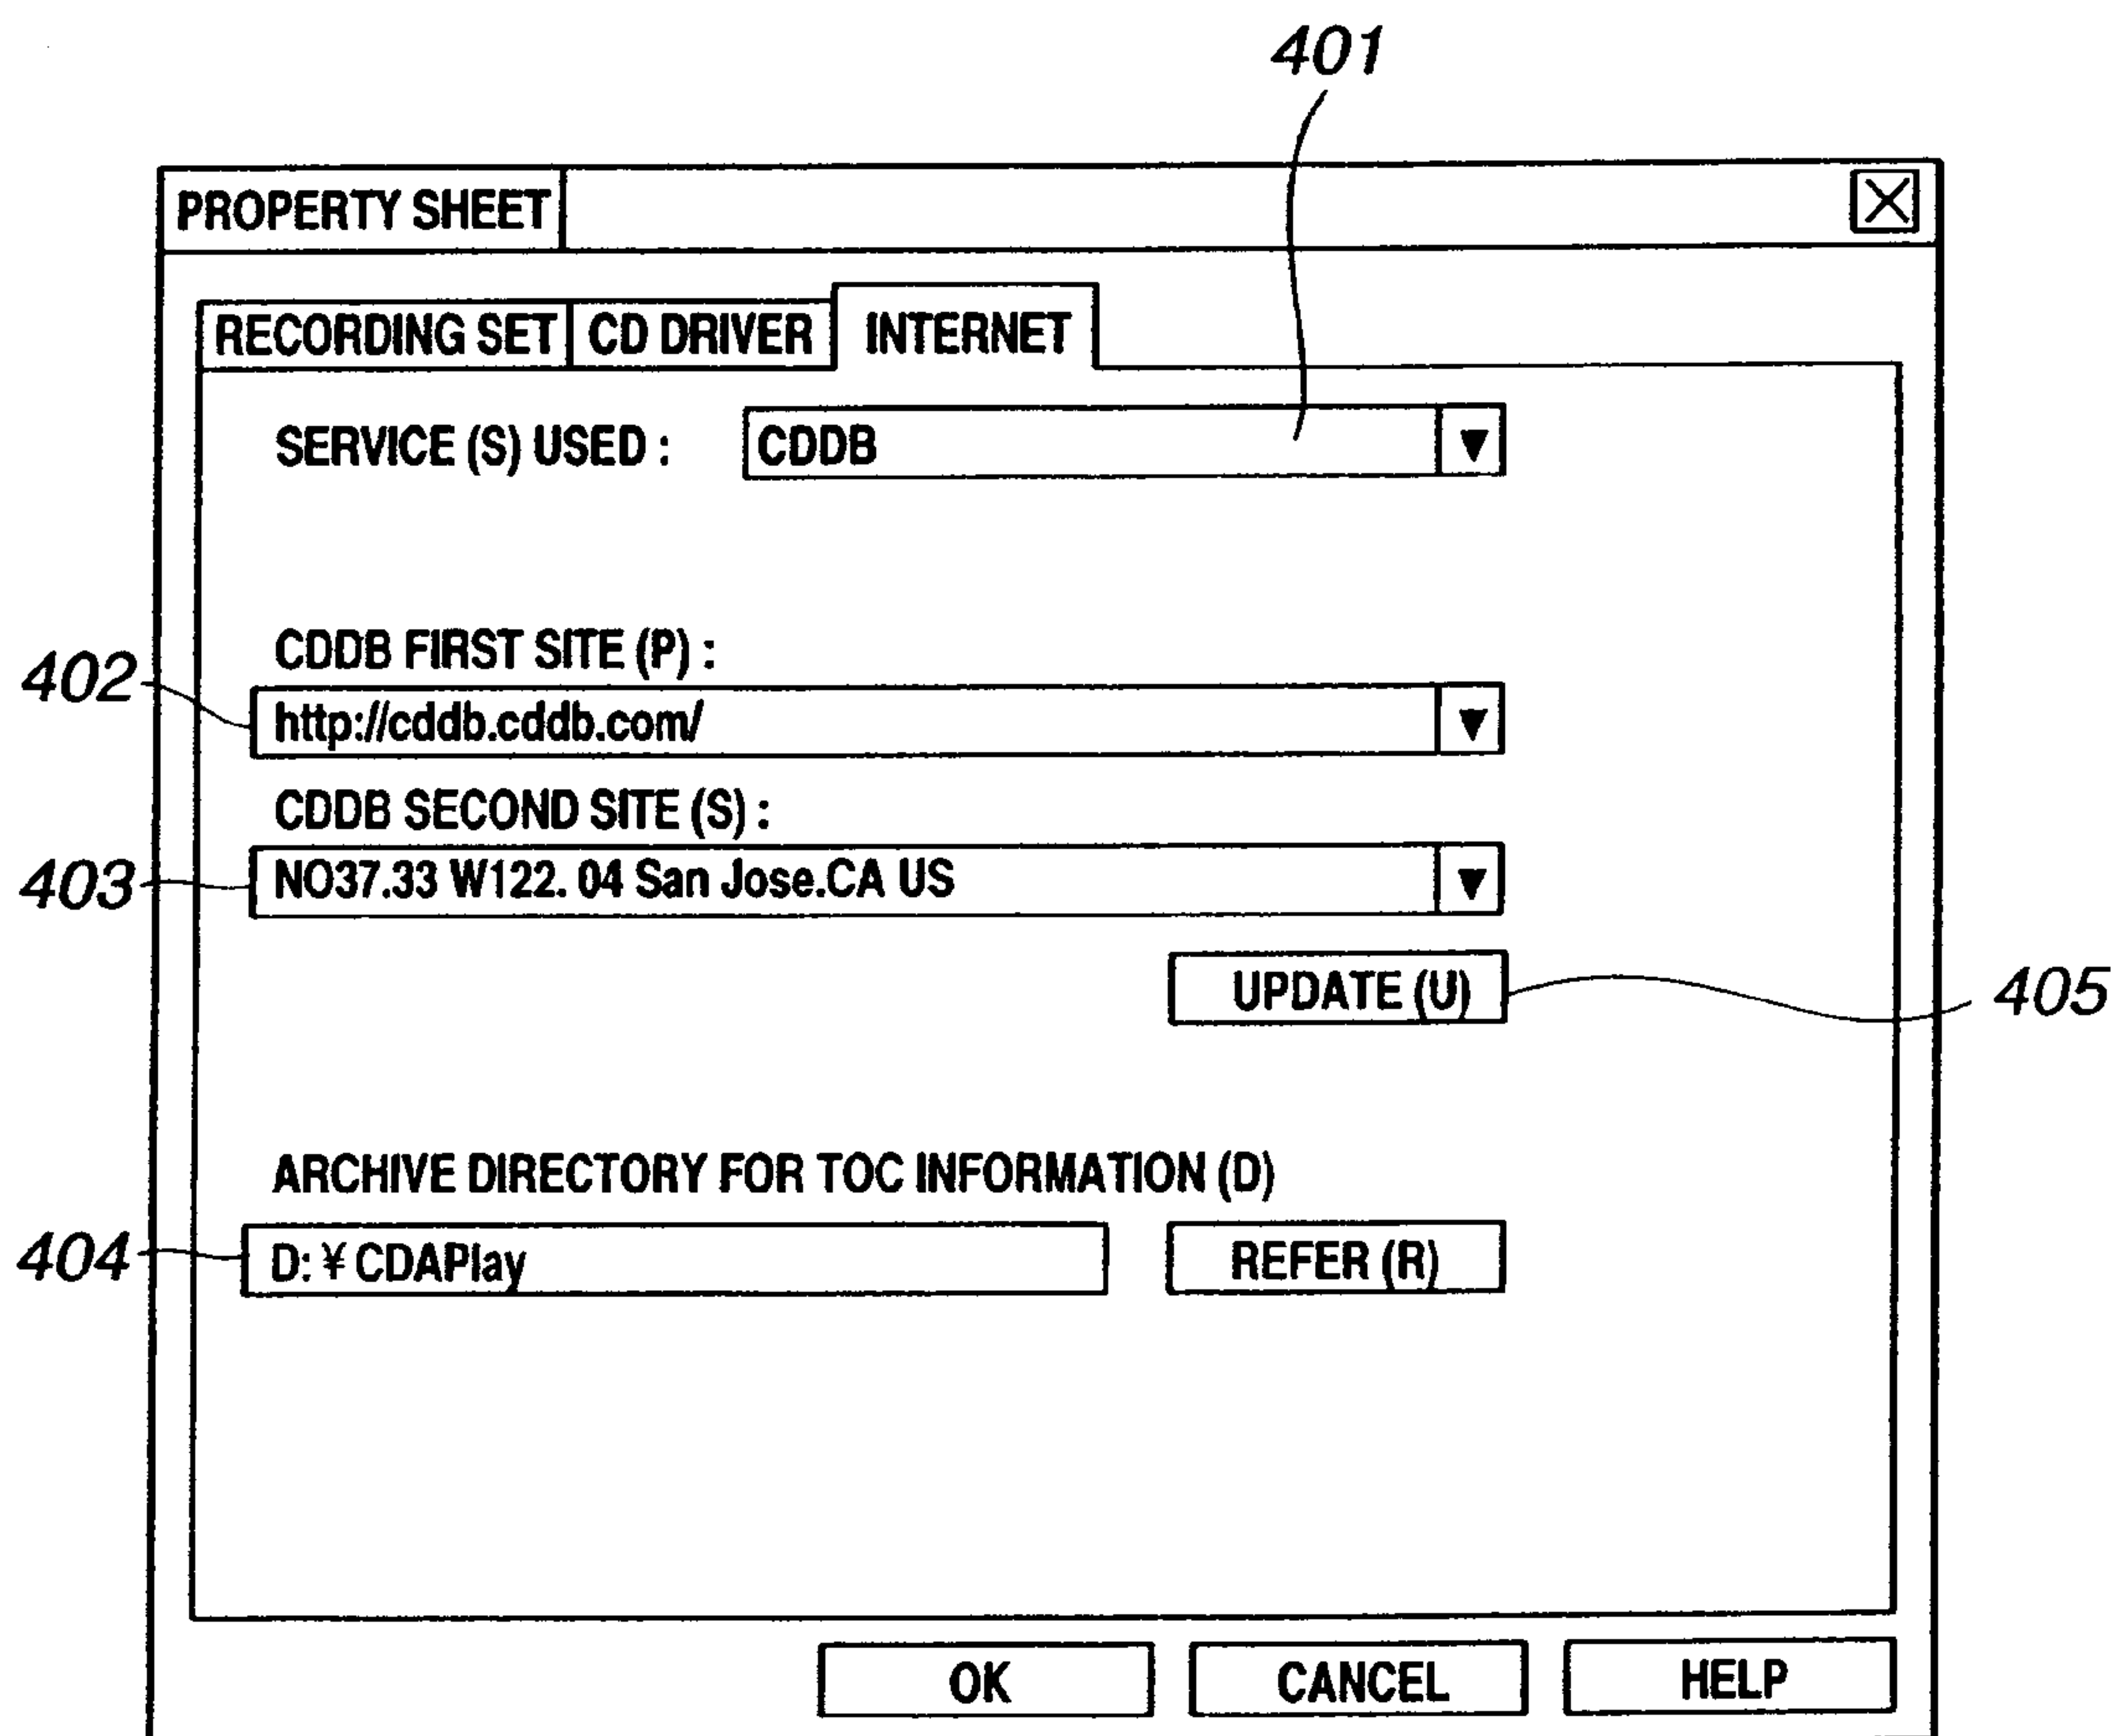 401
PROPERTY SHEET
RECORDING SET CD DRIVER INTERNET
SERVICE (S) USED : CDDB ▼
CDDB FIRST SITE (P) :
402 http://cddb.cddb.com/ ▼
CDDB SECOND SITE (S) :
403 NO37.33 W122. 04 San Jose.CA US ▼
UPDATE (U) 405
ARCHIVE DIRECTORY FOR TOC INFORMATION (D)
404 D: ¥ CDAPlay REFER (R)
OK CANCEL HELP